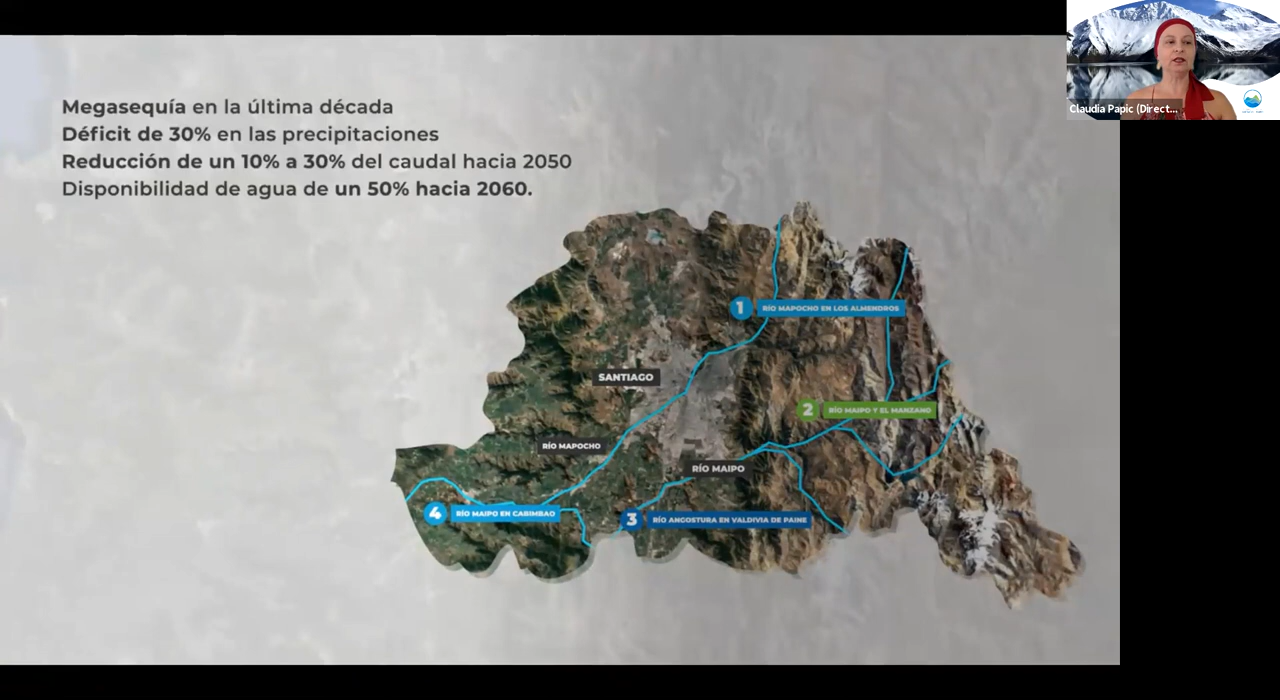 Megasequía en la última década
Déficit de 30% en las precipitaciones
Reducción de un 10% a 30% del caudal hacia 2050
Disponibilidad de agua de un 50% hacia 2060.
Claudia Papic (Direct...
1 RÍO MAPOCHO EN LOS ALMENDROS
SANTIAGO
2 RÍO MAIPO Y EL MANZANO
RÍO MAPOCHO
RÍO MAIPO
4 RÍO MAIPO EN CABIMBAO
3 RÍO ANGOSTURA EN VALDIVIA DE PAINE